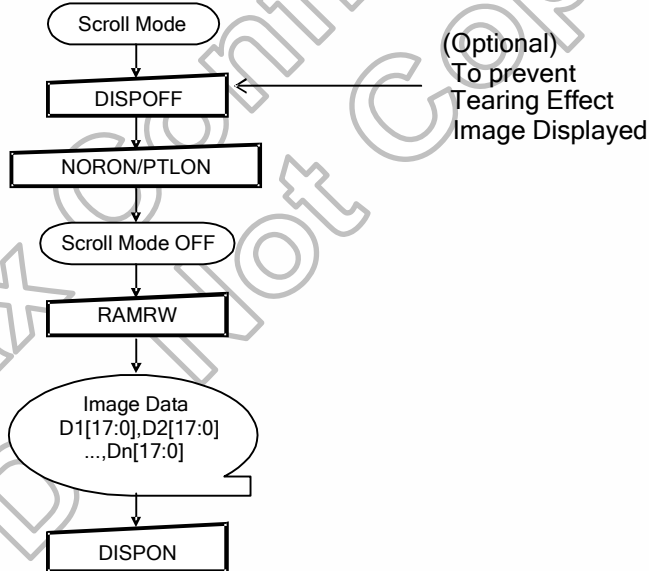 Scroll Mode
DISPOFF
(Optional)
To prevent
Tearing Effect
Image Displayed
NORON/PTLON
Scroll Mode OFF
RAMRW
Image Data
D1[17:0],D2[17:0]
...,Dn[17:0]
DISPON
Not